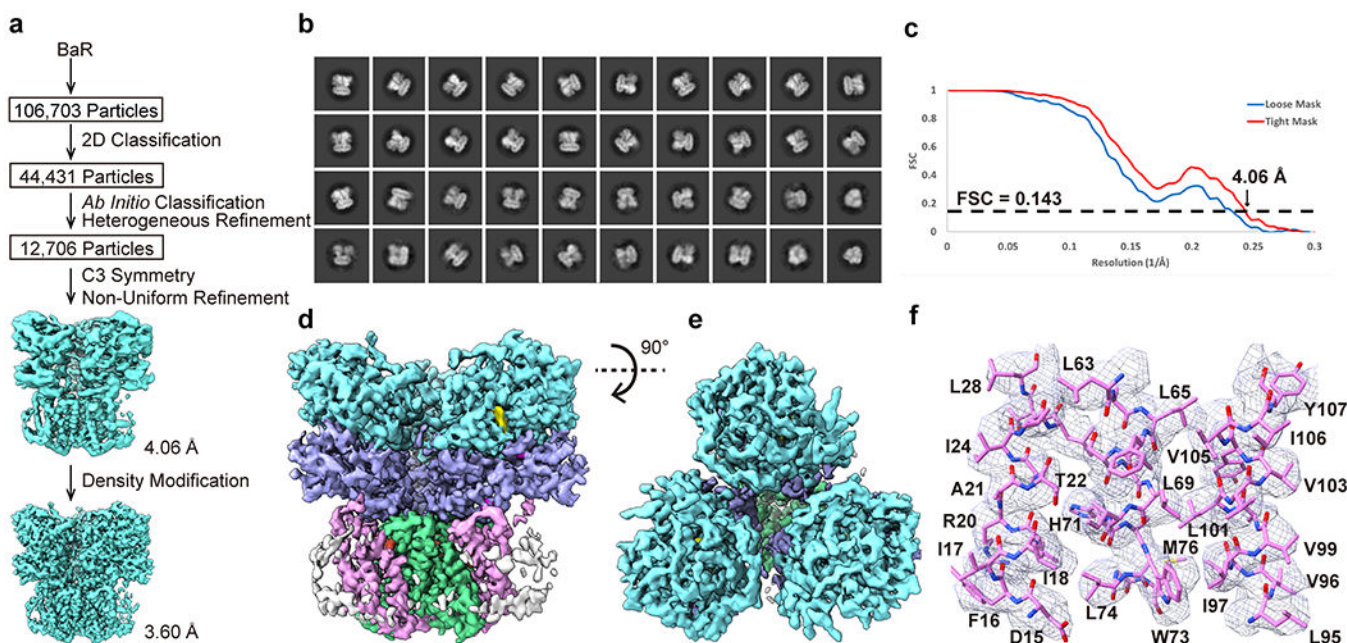 a
BaR
106,703 Particles
2D Classification
44,431 Particles
Ab Initio Classification
Heterogeneous Refinement
12,706 Particles
C3 Symmetry
Non-Uniform Refinement
4.06 Å
Density Modification
3.60 Å
b
c
1
0.8
0.6
0.4
0.2
0
FSC
Loose Mask
Tight Mask
4.06 Å
FSC = 0.143
0
0.05
0.1
0.15
0.2
0.25
0.3
Resolution (1/Å)
d
90°
e
f
L28
L63
L65
Y107
I24
V105
I106
A21
T22
L69
V103
R20
H71
L101
I17
I18
M76
V99
L74
I97
V96
F16
D15
W73
L95